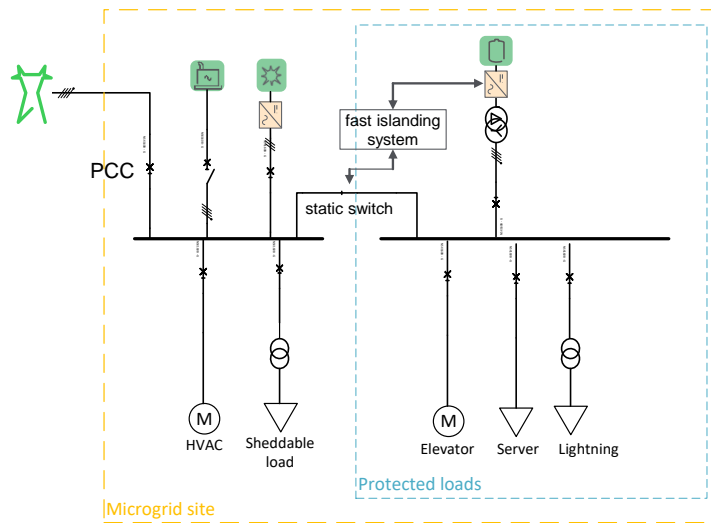 fast islanding
system
PCC
static switch
M
HVAC
Sheddable
load
M
Elevator
Server
Lightning
Protected loads
Microgrid site